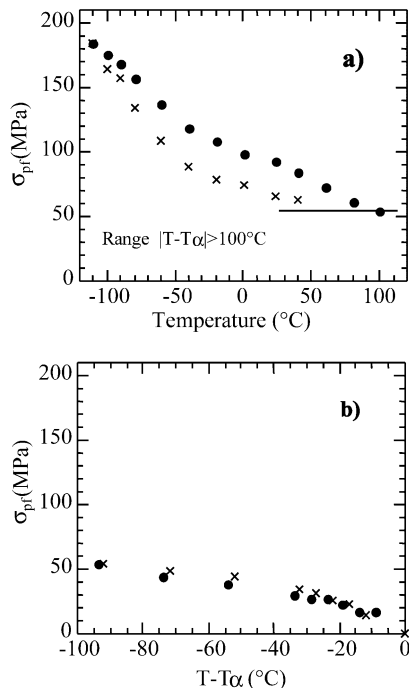 200
a)
150
σpf(MPa)
100
50
Range |T-Tα|>100°C
0
-100 -50 0 50 100
Temperature (°C)
200
b)
150
σpf(MPa)
100
50
0
-100 -80 -60 -40 -20 0
T-Tα (°C)